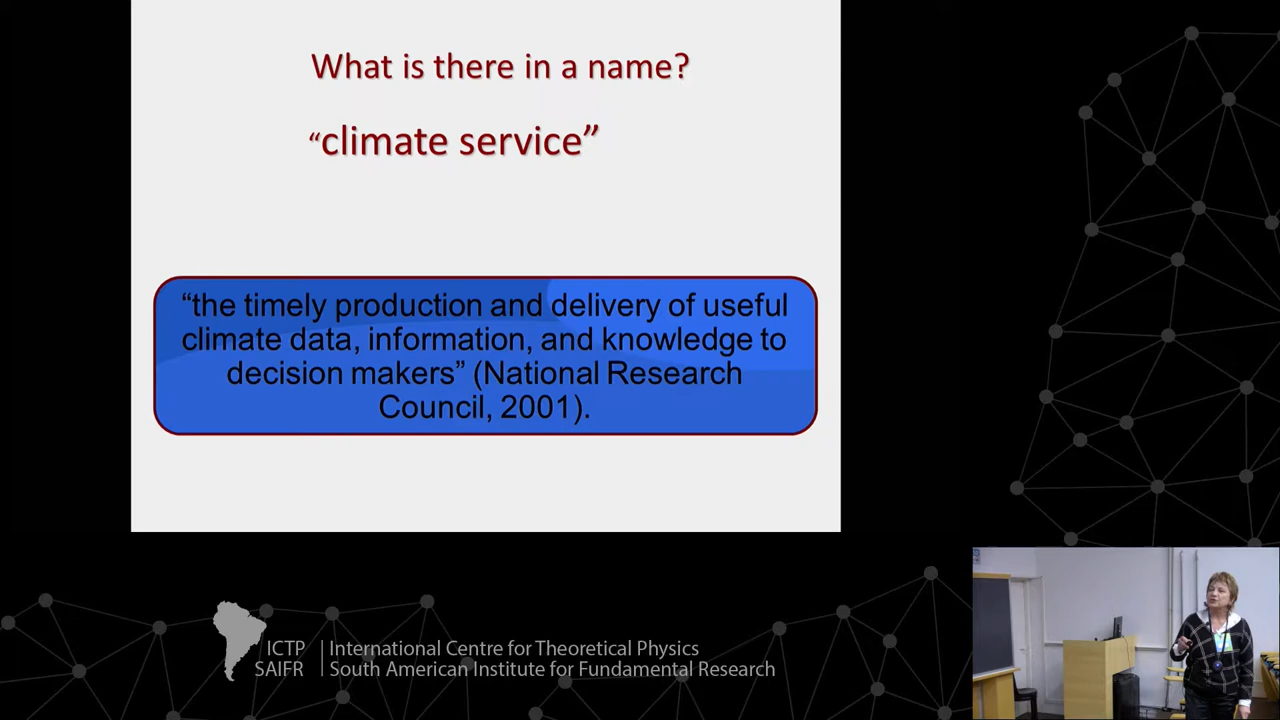 What is there in a name?
“climate service”
“the timely production and delivery of useful
climate data, information, and knowledge to
decision makers” (National Research
Council, 2001).
ICTP
SAIFR
International Centre for Theoretical Physics
South American Institute for Fundamental Research